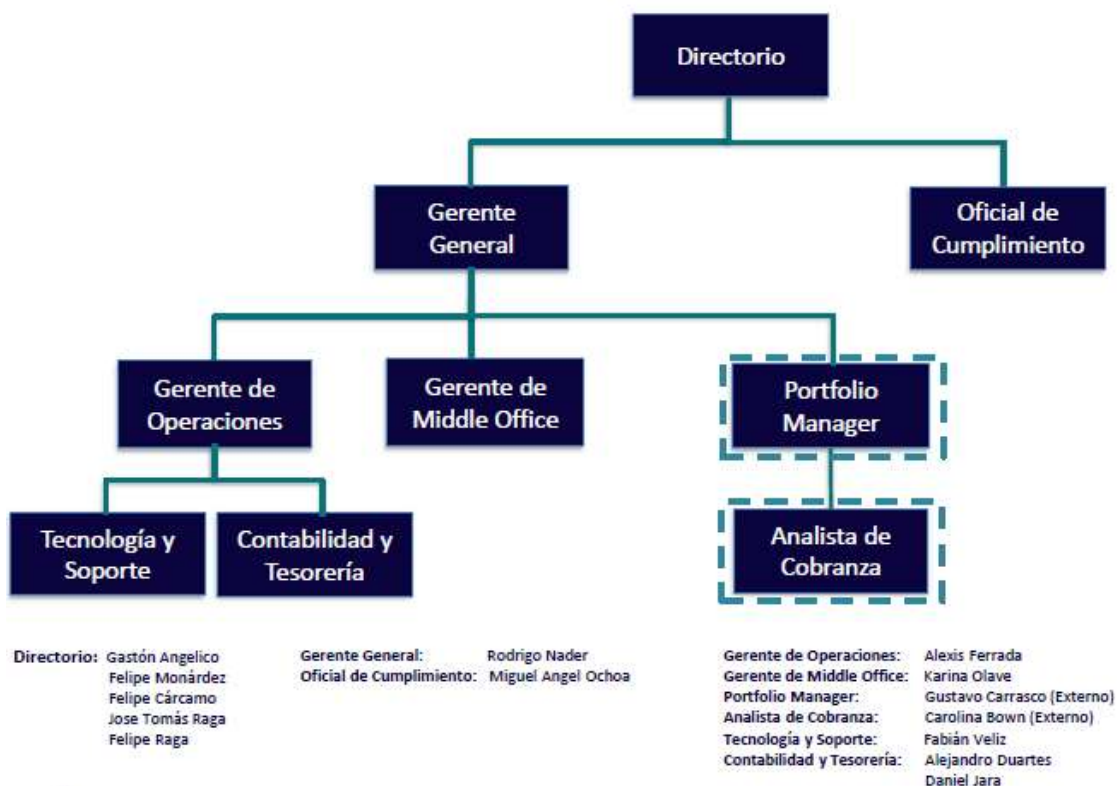 Directorio
Gerente
General
Oficial de
Cumplimiento
Gerente de
Operaciones
Gerente de
Middle Office
Portfolio
Manager
Tecnología y
Soporte
Contabilidad y
Tesorería
Analista de
Cobranza
Directorio: Gastón Angelico
Felipe Monárdez
Felipe Cárcamo
Jose Tomás Raga
Felipe Raga
Gerente General: Rodrigo Nader
Oficial de Cumplimiento: Miguel Angel Ochoa
Gerente de Operaciones: Alexis Ferrada
Gerente de Middle Office: Karina Olave
Portfolio Manager: Gustavo Carrasco (Externo)
Analista de Cobranza: Carolina Bown (Externo)
Tecnología y Soporte: Fabián Veliz
Contabilidad y Tesorería: Alejandro Duartes
Daniel Jara